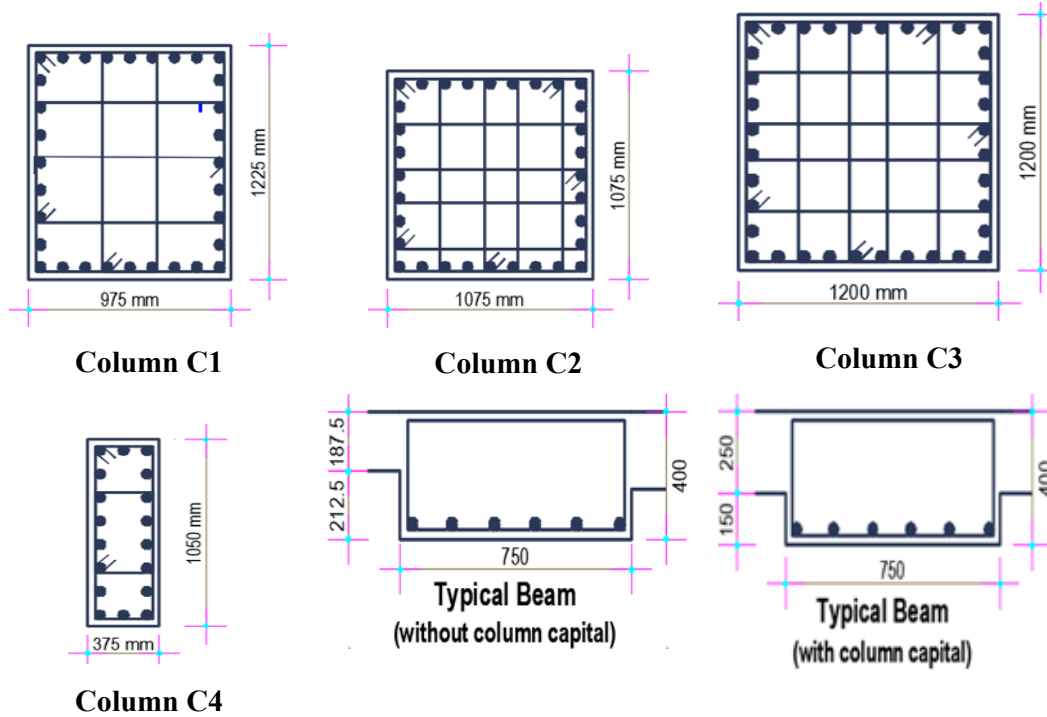 1225 mm
975 mm
Column C1
1075 mm
1075 mm
Column C2
1200 mm
1200 mm
Column C3
1050 mm
375 mm
Column C4
187.5
212.5
400
750
Typical Beam
(without column capital)
250
150
400
750
Typical Beam
(with column capital)